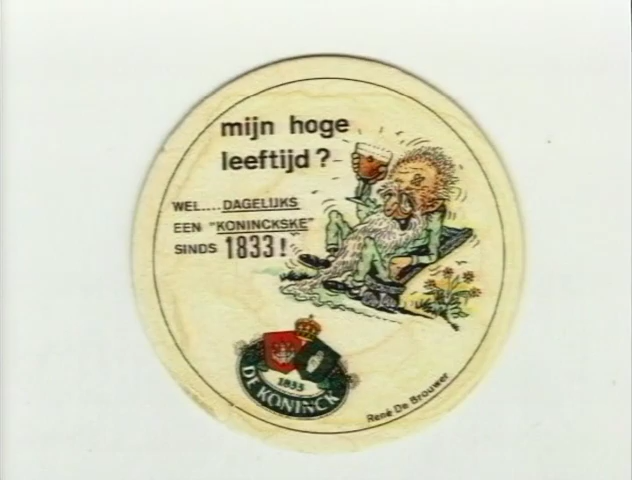 mijn hoge
leeftijd?
WEL.....DAGELIJKS
EEN "KONINCKSKE"
SINDS 1833!
1833
DE KONINCK
René De Brouwer